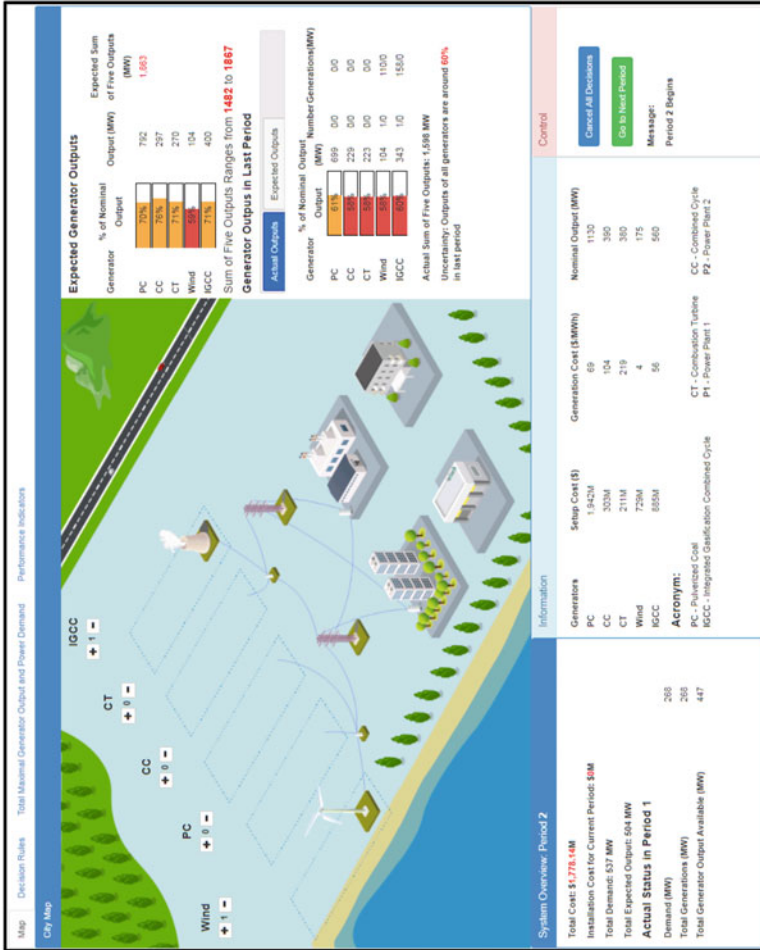 Map Decision Rules Total Maximal Generator Output and Power Demand Performance Indicators
City Map
Wind
+ 1 −
PC
+ 0 −
CC
+ 0 −
CT
+ 0 −
IGCC
+ 1 −
Expected Generator Outputs
Generator % of Nominal Output Output (MW) Expected Sum of Five Outputs (MW)
PC 70% 792 1,663
CC 76% 297
CT 71% 270
Wind 59% 104
IGCC 71% 400
Sum of Five Outputs Ranges from 1482 to 1867
Generator Outpus in Last Period
Actual Outputs Expected Outputs
Generator % of Nominal Output Output (MW) Number Generations(MW)
PC 61% 699 0/0 0/0
CC 58% 229 0/0 0/0
CT 58% 223 0/0 0/0
Wind 104 1/0 110/0
IGCC 60% 343 1/0 158/0
Actual Sum of Five Outputs: 1,598 MW
Uncertainty: Outputs of all generators are around 60%
in last period
System Overview: Period 2
Total Cost: $1,778.14M
Installation Cost for Current Period: $0M
Total Demand: 537 MW
Total Expected Output: 504 MW
Actual Status in Period 1
Demand (MW) 268
Total Generations (MW) 268
Total Generator Output Available (MW) 447
Information
Generators Setup Cost ($) Generation Cost ($/MWh) Nominal Output (MW)
PC 1,942M 69 1130
CC 303M 104 390
CT 211M 219 380
Wind 729M 4 175
IGCC 885M 56 560
Acronym:
PC - Pulverized Coal CT - Combustion Turbine CC - Combined Cycle
IGCC - Integrated Gasification Combined Cycle P1 - Power Plant 1 P2 - Power Plant 2
Control
Cancel All Decisions
Go to Next Period
Message:
Period 2 Begins